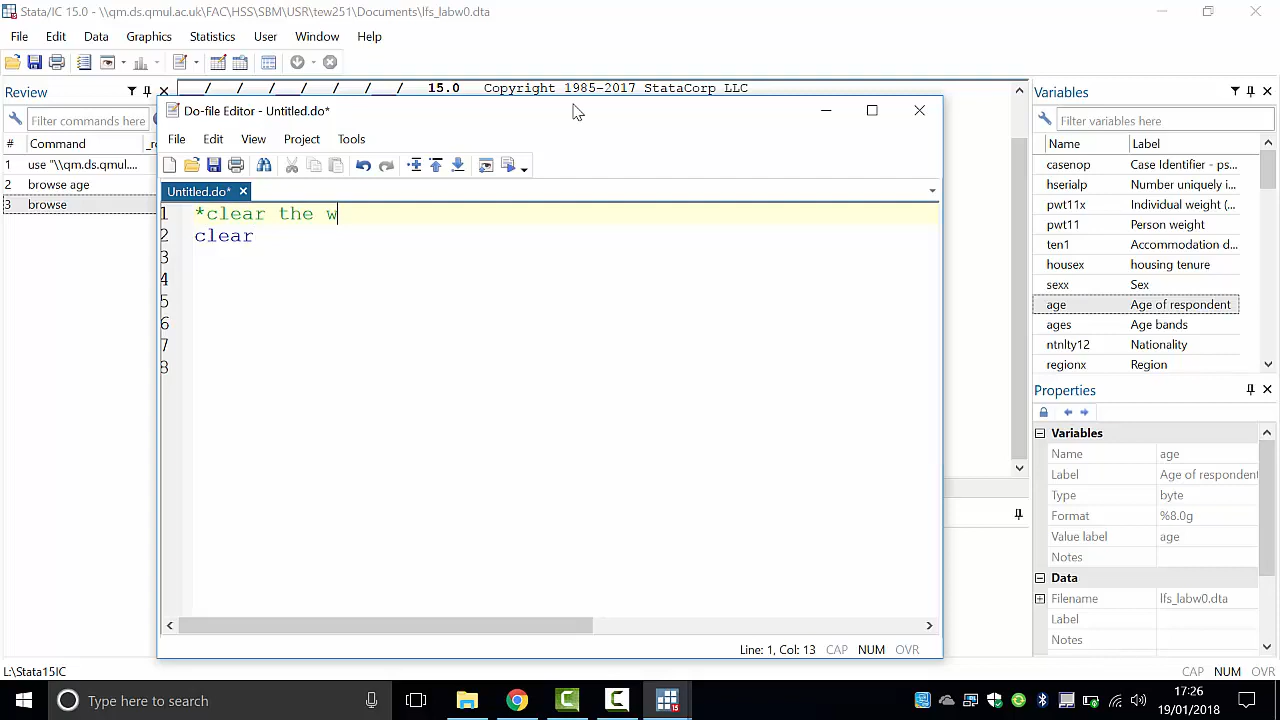 Stata/IC 15.0 - \\qm.ds.qmul.ac.uk\FAC\HSS\SBM\USR\tew251\Documents\lfs_labw0.dta
File Edit Data Graphics Statistics User Window Help
Review
Filter commands here
# Command _r
1 use "\\qm.ds.qmul....
2 browse age
3 browse
15.0 Copyright 1985-2017 StataCorp LLC
Do-file Editor - Untitled.do*
File Edit View Project Tools
Untitled.do*
1 *clear the w
2 clear
3
4
5
6
7
8
Line: 1, Col: 13 CAP NUM OVR
Variables
Filter variables here
Name Label
casenop Case Identifier - ps...
hserialp Number uniquely i...
pwt11x Individual weight (...
pwt11 Person weight
ten1 Accommodation d...
housex housing tenure
sexx Sex
age Age of respondent
ages Age bands
ntnlty12 Nationality
regionx Region
Properties
Variables
Name age
Label Age of respondent
Type byte
Format %8.0g
Value label age
Notes
Data
Filename lfs_labw0.dta
Label
Notes
L:\Stata15IC
CAP NUM OVR
Type here to search
17:26
19/01/2018